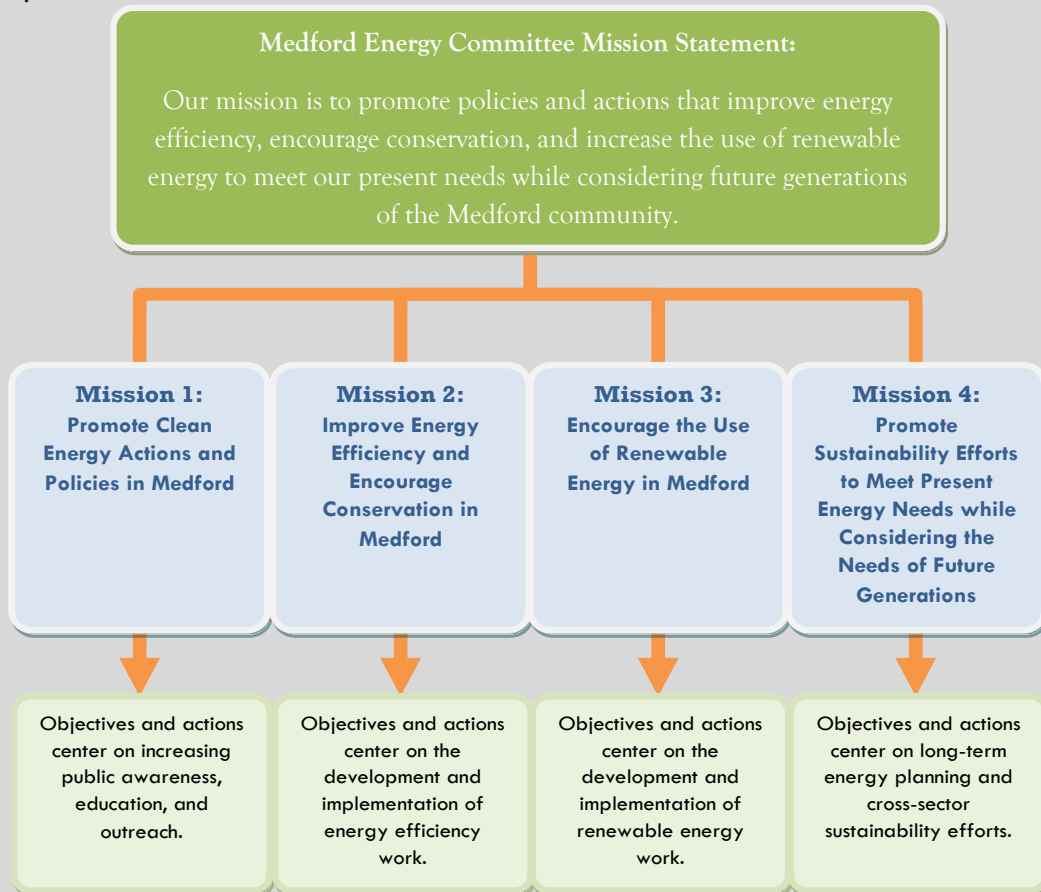 Medford Energy Committee Mission Statement:
Our mission is to promote policies and actions that improve energy
efficiency, encourage conservation, and increase the use of renewable
energy to meet our present needs while considering future generations
of the Medford community.
Mission 1:
Promote Clean
Energy Actions and
Policies in Medford
Mission 2:
Improve Energy
Efficiency and
Encourage
Conservation in
Medford
Mission 3:
Encourage the Use
of Renewable
Energy in Medford
Mission 4:
Promote
Sustainability Efforts
to Meet Present
Energy Needs while
Considering the
Needs of Future
Generations
Objectives and actions
center on increasing
public awareness,
education, and
outreach.
Objectives and actions
center on the
development and
implementation of
energy efficiency
work.
Objectives and actions
center on the
development and
implementation of
renewable energy
work.
Objectives and actions
center on long-term
energy planning and
cross-sector
sustainability efforts.